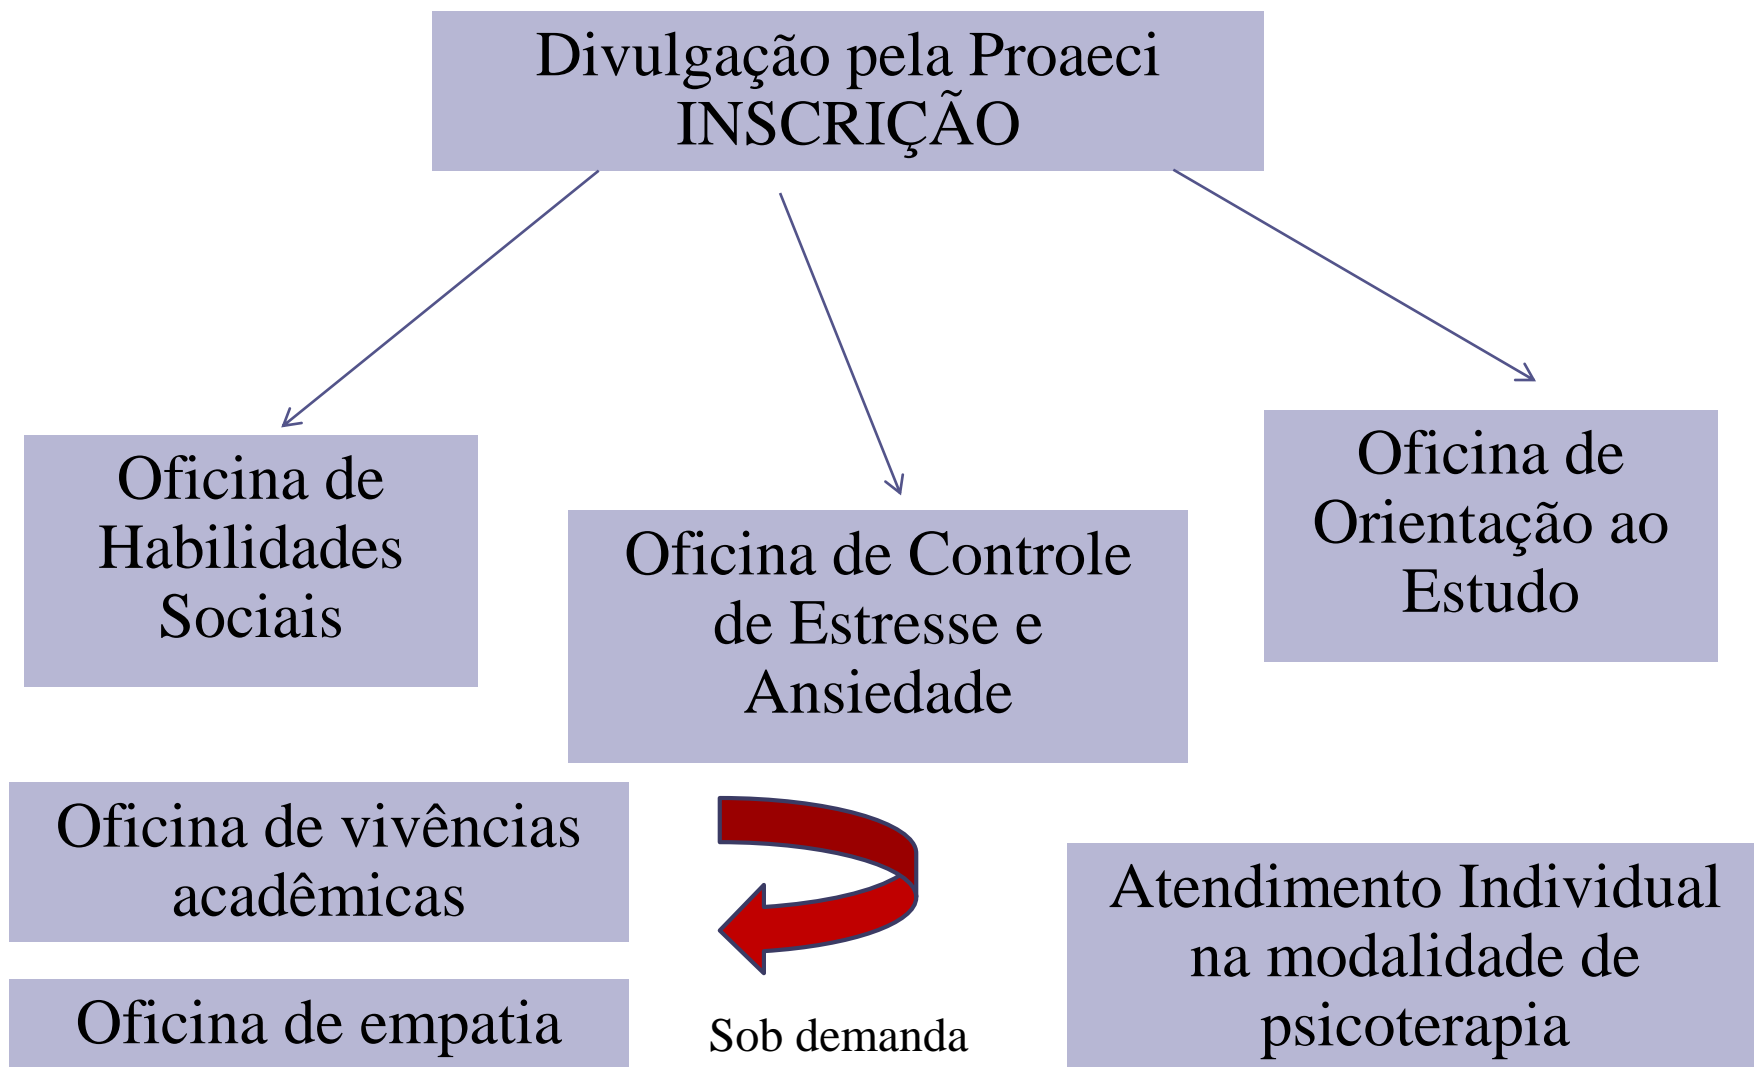 Divulgação pela Proaeci
INSCRIÇÃO
Oficina de
Habilidades
Sociais
Oficina de Controle
de Estresse e
Ansiedade
Oficina de
Orientação ao
Estudo
Oficina de vivências
acadêmicas
Oficina de empatia
Sob demanda
Atendimento Individual
na modalidade de
psicoterapia